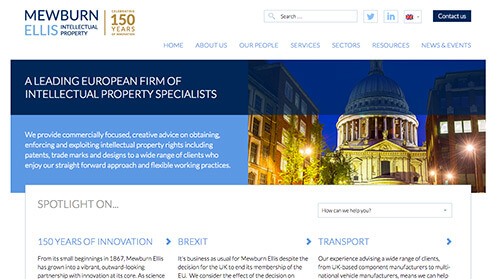 MEWBURN
ELLIS INTELLECTUAL
PROPERTY
CELEBRATING
150
YEARS
OF INNOVATION
Search ...
Contact us
HOME ABOUT US OUR PEOPLE SERVICES SECTORS RESOURCES NEWS & EVENTS
A LEADING EUROPEAN FIRM OF
INTELLECTUAL PROPERTY SPECIALISTS
We provide commercially focused, creative advice on obtaining,
enforcing and exploiting intellectual property rights including
patents, trade marks and designs to a wide range of clients who
enjoy our straight forward approach and flexible working practices.
SPOTLIGHT ON...
How can we help you?
150 YEARS OF INNOVATION
From its small beginnings in 1867, Mewburn Ellis
has grown into a vibrant, outward-looking
partnership with innovation at its core. As science
BREXIT
It's business as usual for Mewburn Ellis despite the
decision for the UK to end its membership of the
EU. We consider the effect of the decision on
TRANSPORT
Our experience advising a wide range of clients,
from UK-based component manufacturers to multi-
national vehicle manufacturers, means we can help